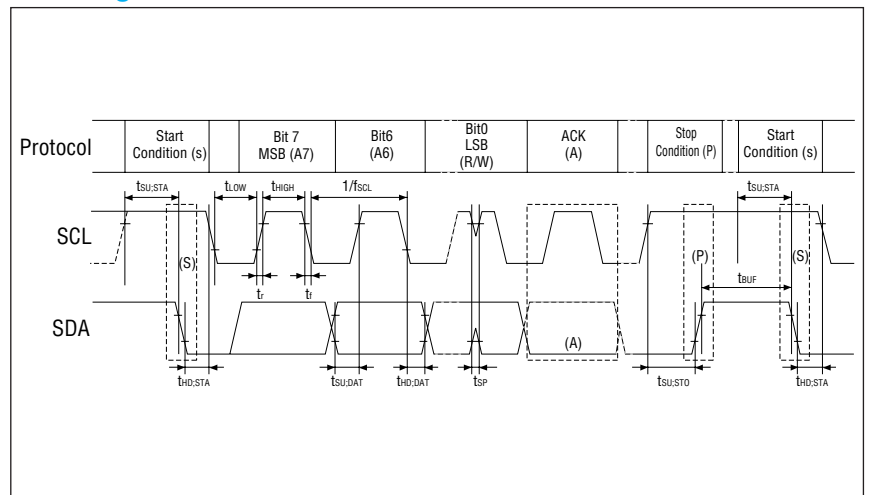 Protocol
Start
Condition (s)
Bit 7
MSB (A7)
Bit6
(A6)
Bit0
LSB
(R/W)
ACK
(A)
Stop
Condition (P)
Start
Condition (s)
tSU;STA
tLOW
tHIGH
1/fSCL
tSU;STA
SCL
(S)
(P)
tBUF
(S)
tr
tf
SDA
(A)
tHD;STA
tSU;DAT
tHD;DAT
tSP
tSU;STO
tHD;STA